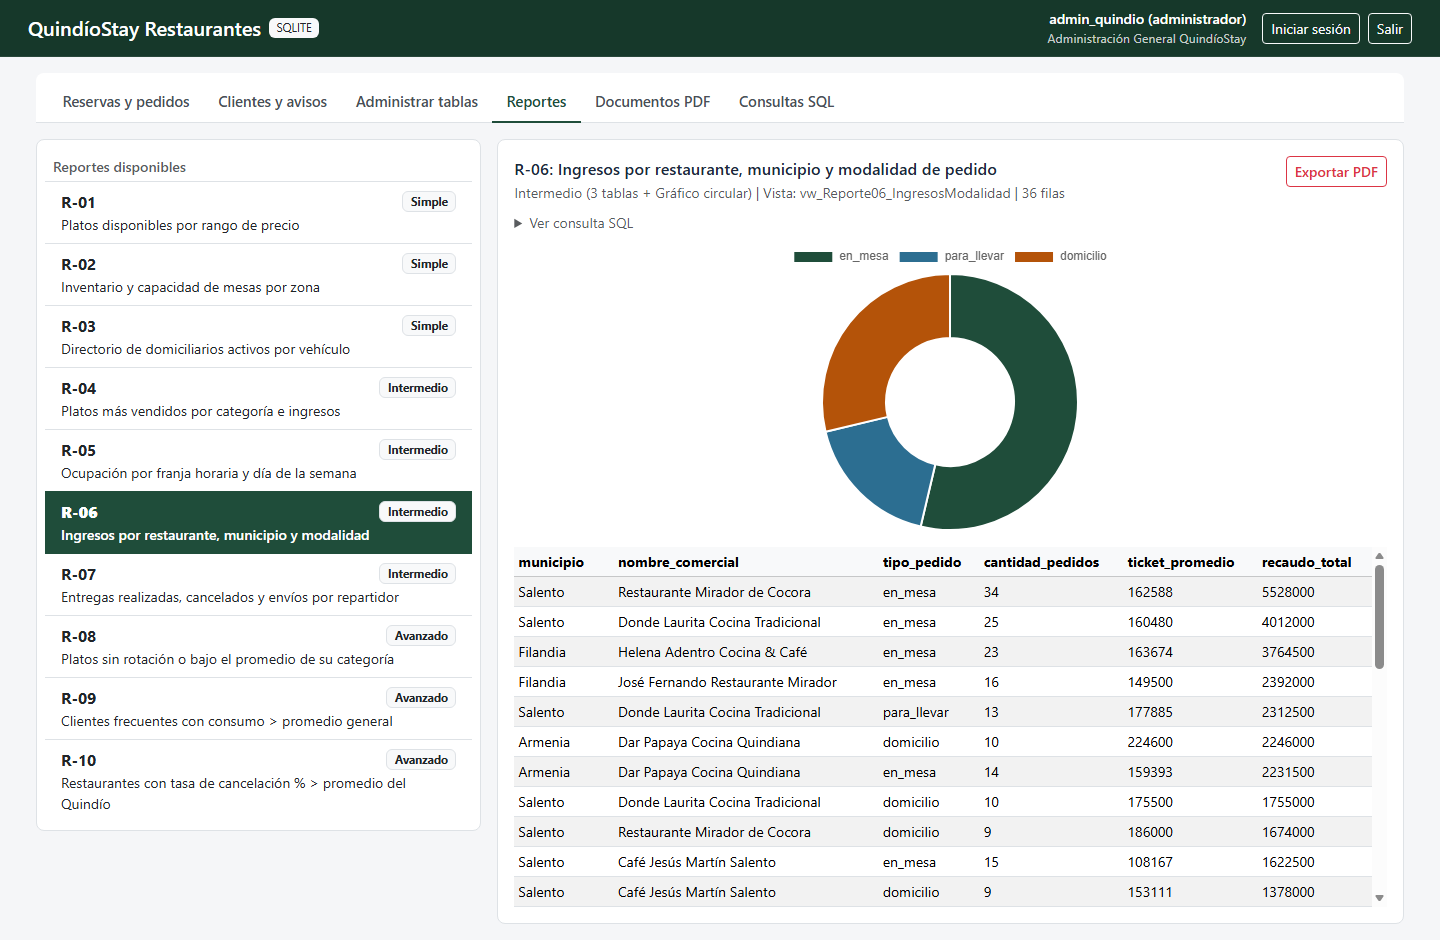 QuindíoStay Restaurantes SQLITE
admin_quindio (administrador)
Administración General QuindíoStay
Iniciar sesión
Salir
Reservas y pedidos Clientes y avisos Administrar tablas Reportes Documentos PDF Consultas SQL
Reportes disponibles
R-01 Simple
Platos disponibles por rango de precio
R-02 Simple
Inventario y capacidad de mesas por zona
R-03 Simple
Directorio de domiciliarios activos por vehículo
R-04 Intermedio
Platos más vendidos por categoría e ingresos
R-05 Intermedio
Ocupación por franja horaria y día de la semana
R-06 Intermedio
Ingresos por restaurante, municipio y modalidad
R-07 Intermedio
Entregas realizadas, cancelados y envíos por repartidor
R-08 Avanzado
Platos sin rotación o bajo el promedio de su categoría
R-09 Avanzado
Clientes frecuentes con consumo > promedio general
R-10 Avanzado
Restaurantes con tasa de cancelación % > promedio del
Quindío
R-06: Ingresos por restaurante, municipio y modalidad de pedido
Exportar PDF
Intermedio (3 tablas + Gráfico circular) | Vista: vw_Reporte06_IngresosModalidad | 36 filas
▶ Ver consulta SQL
en_mesa para_llevar domicilio
municipio nombre_comercial tipo_pedido cantidad_pedidos ticket_promedio recaudo_total
Salento Restaurante Mirador de Cocora en_mesa 34 162588 5528000
Salento Donde Laurita Cocina Tradicional en_mesa 25 160480 4012000
Filandia Helena Adentro Cocina & Café en_mesa 23 163674 3764500
Filandia José Fernando Restaurante Mirador en_mesa 16 149500 2392000
Salento Donde Laurita Cocina Tradicional para_llevar 13 177885 2312500
Armenia Dar Papaya Cocina Quindiana domicilio 10 224600 2246000
Armenia Dar Papaya Cocina Quindiana en_mesa 14 159393 2231500
Salento Donde Laurita Cocina Tradicional domicilio 10 175500 1755000
Salento Restaurante Mirador de Cocora domicilio 9 186000 1674000
Salento Café Jesús Martín Salento en_mesa 15 108167 1622500
Salento Café Jesús Martín Salento domicilio 9 153111 1378000